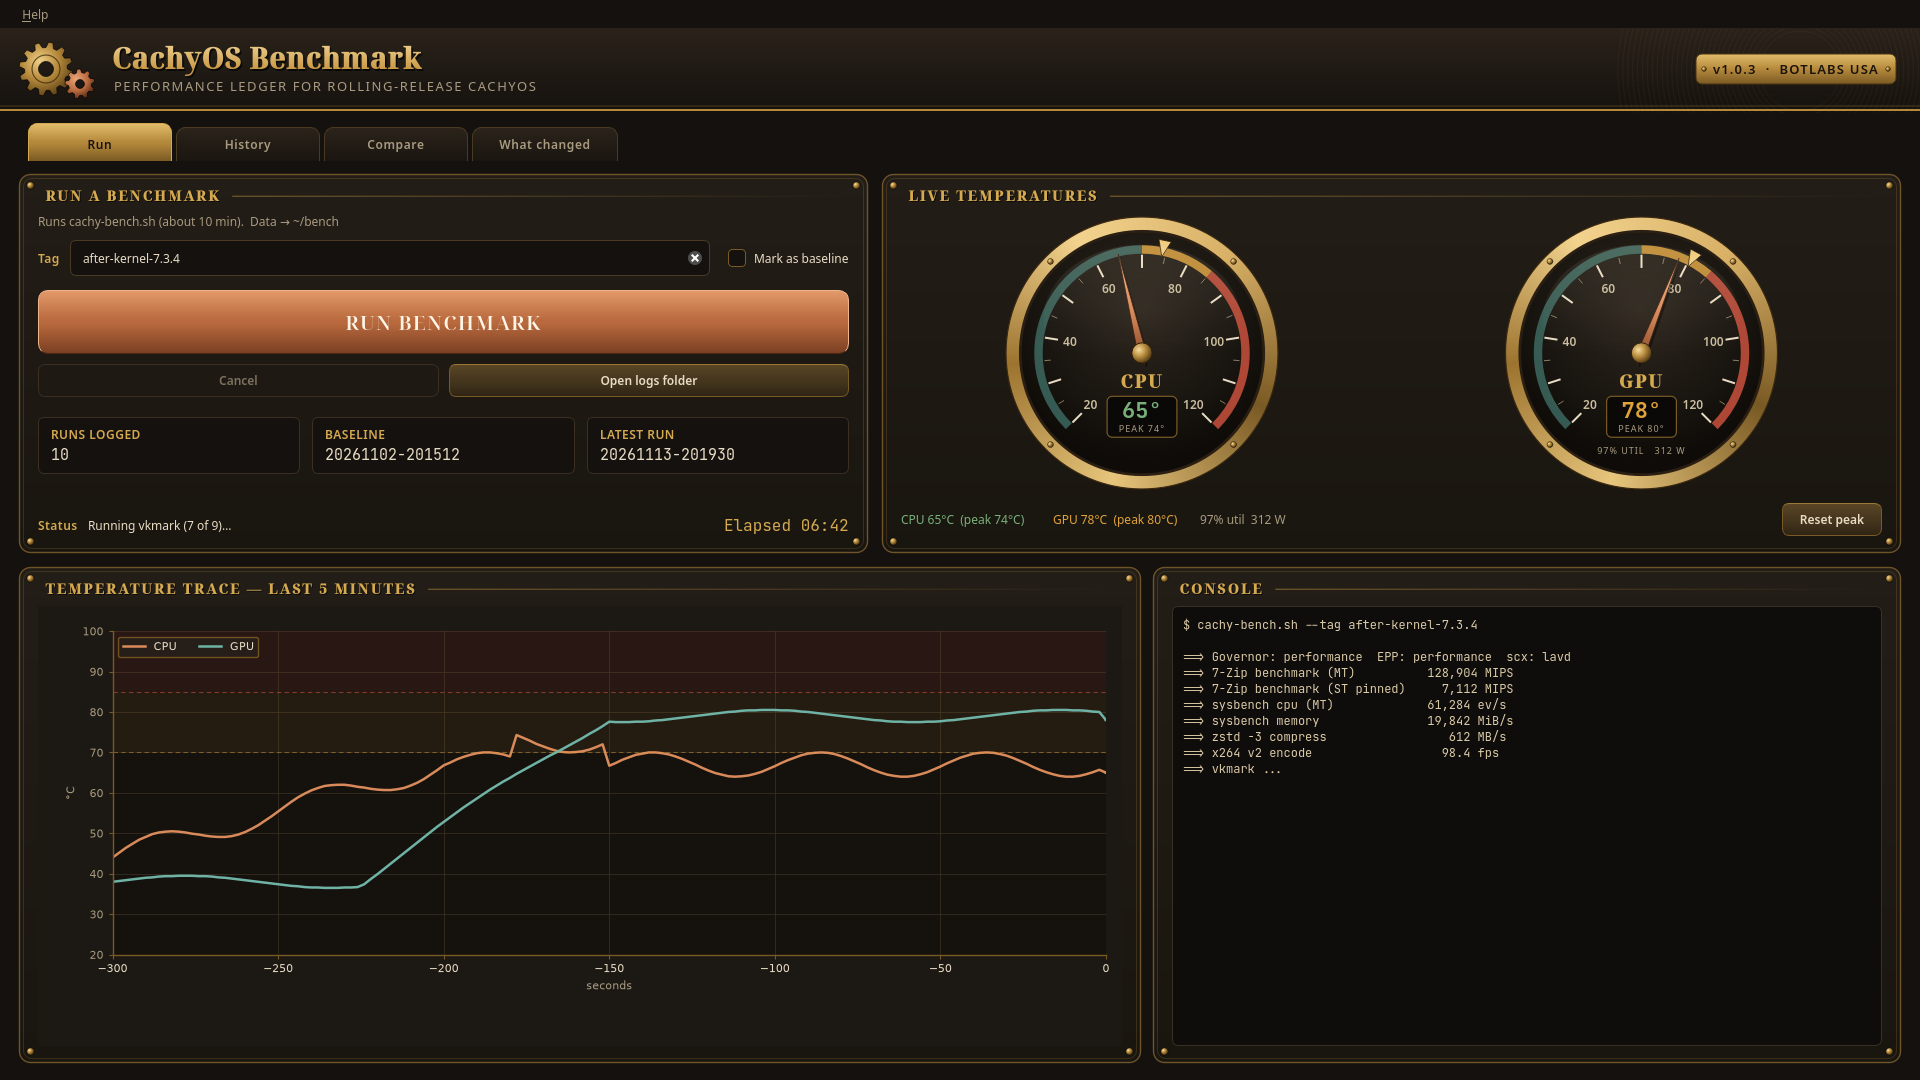 Help
CachyOS Benchmark
PERFORMANCE LEDGER FOR ROLLING-RELEASE CACHYOS
v1.0.3 · BOTLABS USA
Run
History
Compare
What changed
RUN A BENCHMARK
Runs cachy-bench.sh (about 10 min). Data → ~/bench
Tag
after-kernel-7.3.4
Mark as baseline
RUN BENCHMARK
Cancel
Open logs folder
RUNS LOGGED
10
BASELINE
20261102-201512
LATEST RUN
20261113-201930
Status Running vkmark (7 of 9)...
Elapsed 06:42
LIVE TEMPERATURES
20
40
60
80
100
120
CPU
65°
PEAK 74°
20
40
60
80
100
120
GPU
78°
PEAK 80°
97% UTIL 312 W
CPU 65°C (peak 74°C)
GPU 78°C (peak 80°C)
97% util 312 W
Reset peak
TEMPERATURE TRACE — LAST 5 MINUTES
CPU
GPU
100
90
80
70
60
50
40
30
20
°C
−300
−250
−200
−150
−100
−50
0
seconds
CONSOLE
$ cachy-bench.sh --tag after-kernel-7.3.4
==> Governor: performance EPP: performance scx: lavd
==> 7-Zip benchmark (MT) 128,904 MIPS
==> 7-Zip benchmark (ST pinned) 7,112 MIPS
==> sysbench cpu (MT) 61,284 ev/s
==> sysbench memory 19,842 MiB/s
==> zstd -3 compress 612 MB/s
==> x264 v2 encode 98.4 fps
==> vkmark ...